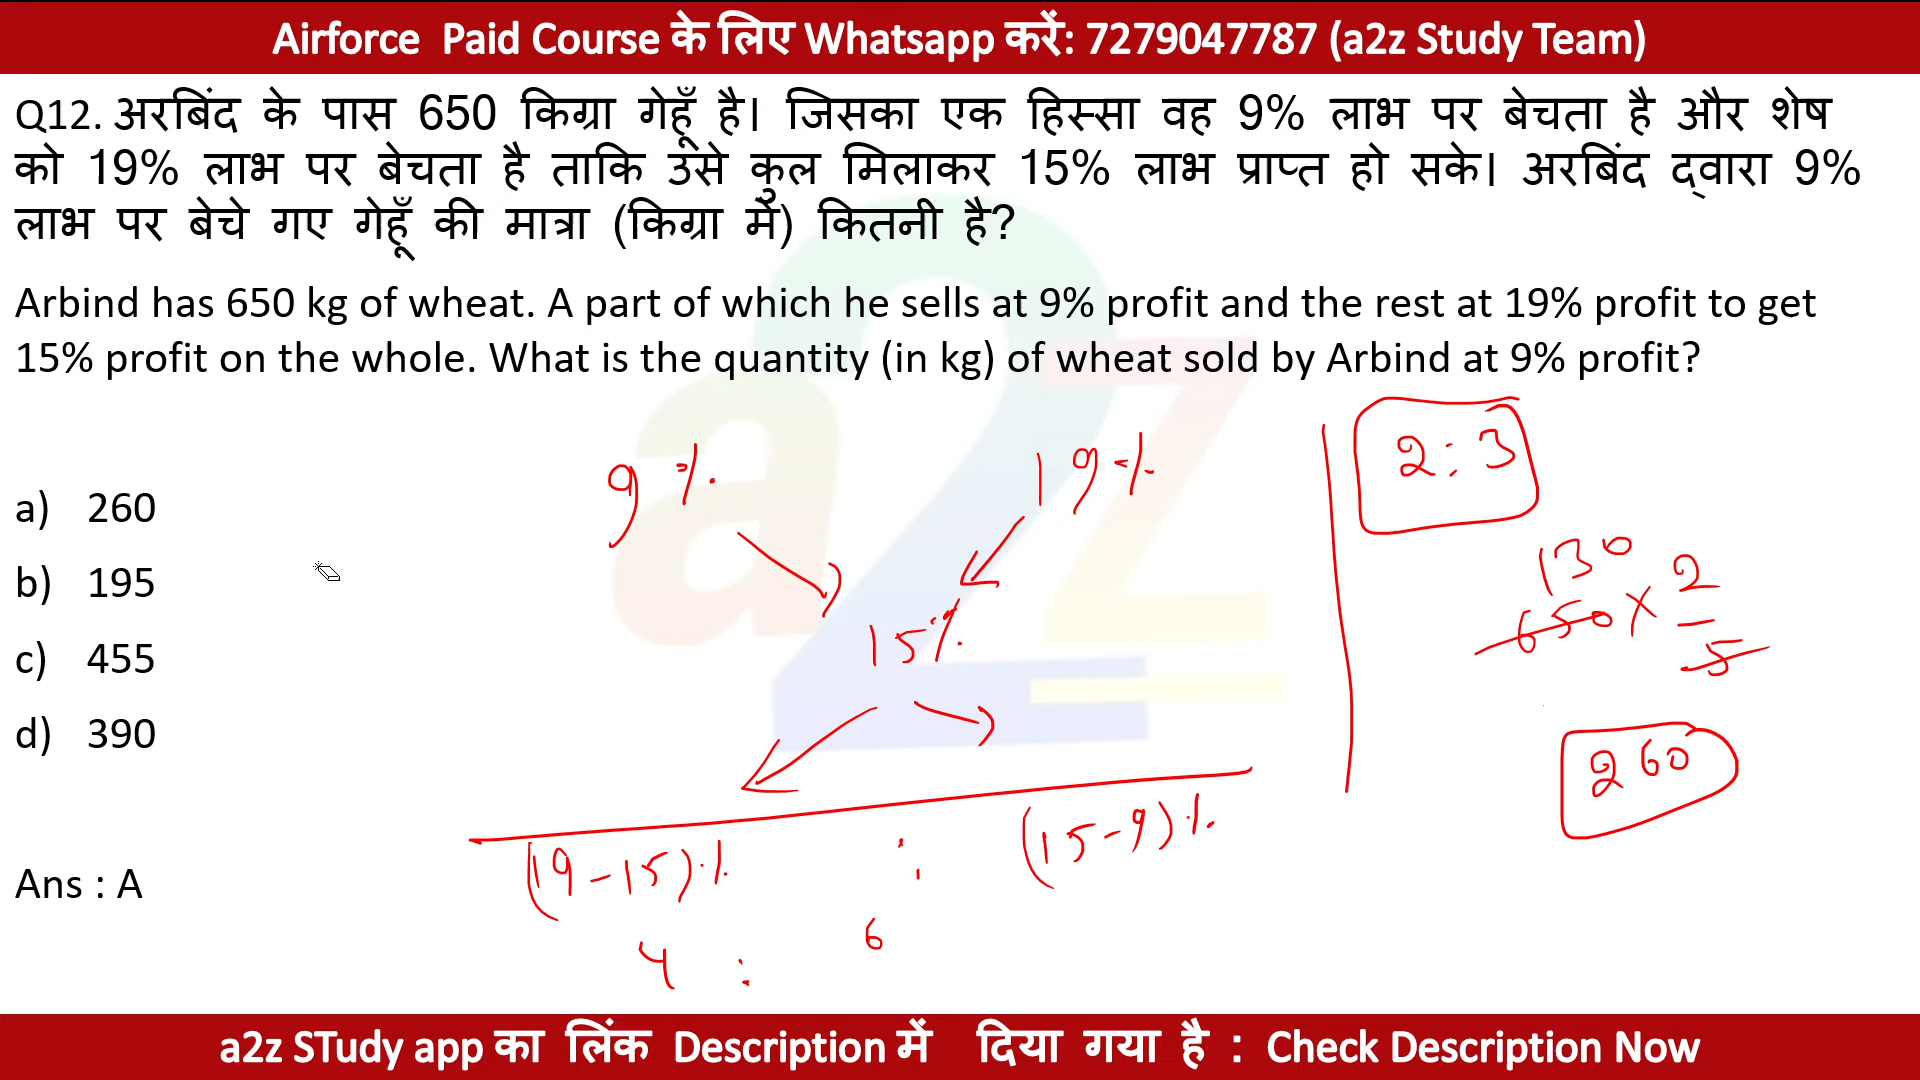 Airforce Paid Course के लिए Whatsapp करें: 7279047787 (a2z Study Team)
Q12. अरबिंद के पास 650 किग्रा गेहूँ है। जिसका एक हिस्सा वह 9% लाभ पर बेचता है और शेष
को 19% लाभ पर बेचता है ताकि उसे कुल मिलाकर 15% लाभ प्राप्त हो सके। अरबिंद द्वारा 9%
लाभ पर बेचे गए गेहूँ की मात्रा (किग्रा में) कितनी है?
Arbind has 650 kg of wheat. A part of which he sells at 9% profit and the rest at 19% profit to get
15% profit on the whole. What is the quantity (in kg) of wheat sold by Arbind at 9% profit?
a) 260
b) 195
c) 455
d) 390
Ans : A
9% 19%
15%
(19-15)% : (15-9)%
4 : 6
2:3
130
650 × 2/5
260
a2z
a2z STudy app का लिंक Description में दिया गया है : Check Description Now